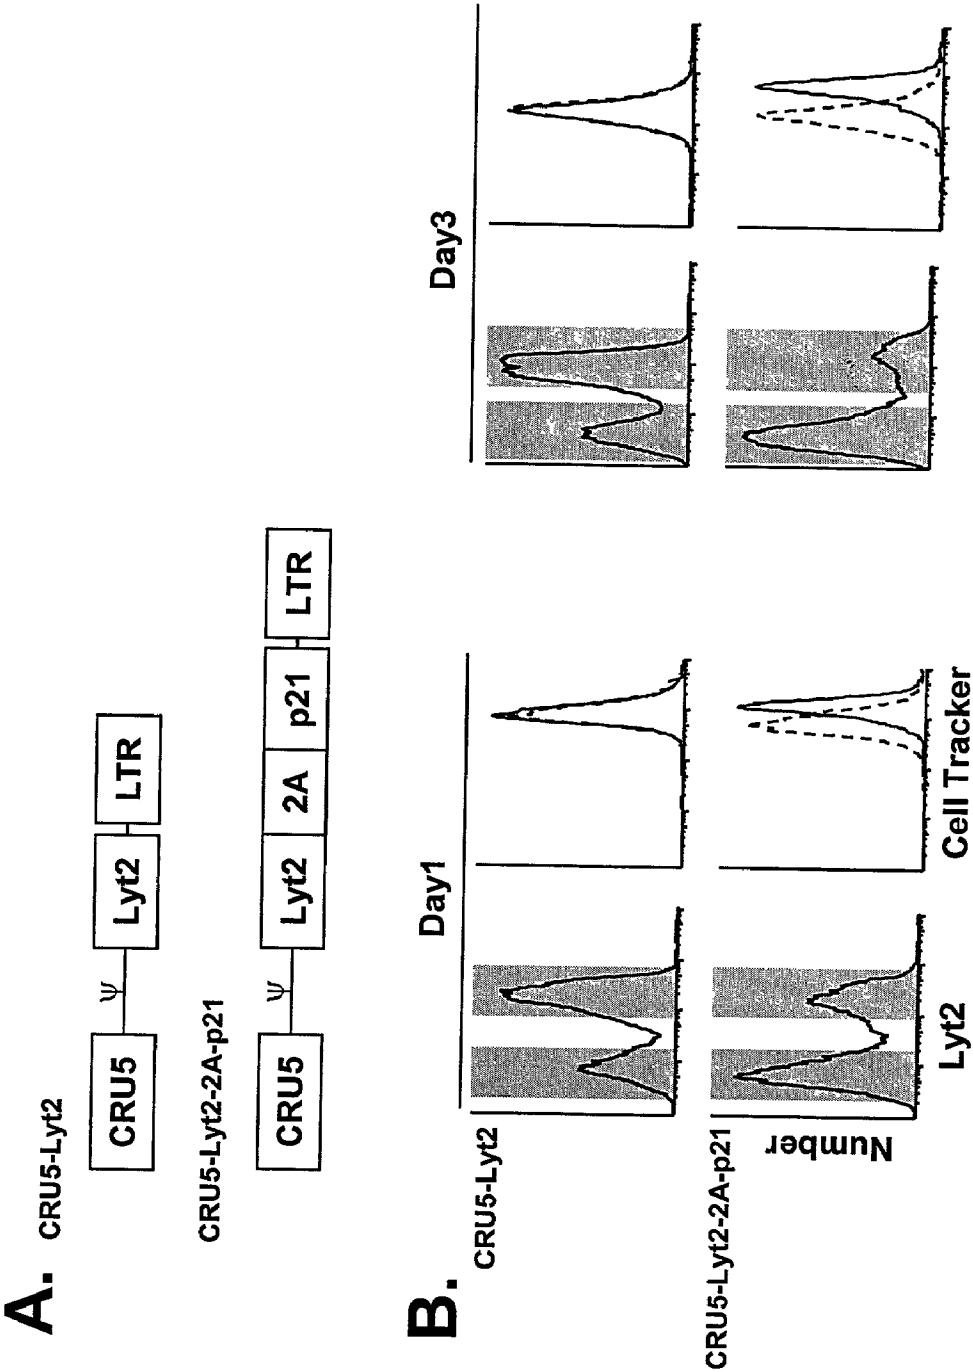 A.
CRU5-Lyt2
CRU5 ψ Lyt2 LTR
CRU5-Lyt2-2A-p21
CRU5 ψ Lyt2 2A p21 LTR
B.
Day1 Day3
CRU5-Lyt2
CRU5-Lyt2-2A-p21
Number
Lyt2 Cell Tracker